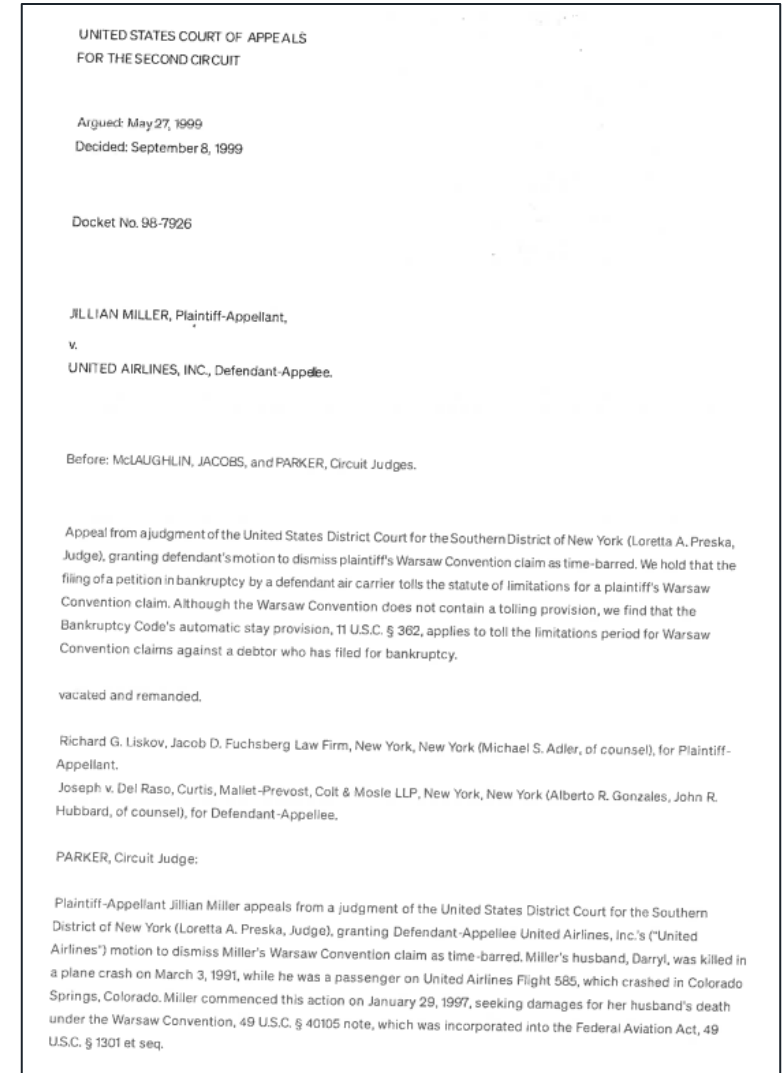 UNITED STATES COURT OF APPEALS
FOR THE SECOND CIRCUIT
Argued: May 27, 1999
Decided: September 8, 1999
Docket No. 98-7926
JILLIAN MILLER, Plaintiff-Appellant,
v.
UNITED AIRLINES, INC., Defendant-Appelee.
Before: McLAUGHLIN, JACOBS, and PARKER, Circuit Judges.
Appeal from a judgment of the United States District Court for the Southern District of New York (Loretta A. Preska,
Judge), granting defendant's motion to dismiss plaintiff's Warsaw Convention claim as time-barred. We hold that the
filing of a petition in bankruptcy by a defendant air carrier tolls the statute of limitations for a plaintiff's Warsaw
Convention claim. Although the Warsaw Convention does not contain a tolling provision, we find that the
Bankruptcy Code's automatic stay provision, 11 U.S.C. § 362, applies to toll the limitations period for Warsaw
Convention claims against a debtor who has filed for bankruptcy.
vacated and remanded.
Richard G. Liskov, Jacob D. Fuchsberg Law Firm, New York, New York (Michael S. Adler, of counsel), for Plaintiff-
Appellant.
Joseph v. Del Raso, Curtis, Mallet-Prevost, Colt & Mosle LLP, New York, New York (Alberto R. Gonzales, John R.
Hubbard, of counsel), for Defendant-Appellee.
PARKER, Circuit Judge:
Plaintiff-Appellant Jillian Miller appeals from a judgment of the United States District Court for the Southern
District of New York (Loretta A. Preska, Judge), granting Defendant-Appellee United Airlines, Inc.'s ("United
Airlines") motion to dismiss Miller's Warsaw Convention claim as time-barred. Miller's husband, Darryl, was killed in
a plane crash on March 3, 1991, while he was a passenger on United Airlines Flight 585, which crashed in Colorado
Springs, Colorado. Miller commenced this action on January 29, 1997, seeking damages for her husband's death
under the Warsaw Convention, 49 U.S.C. § 40105 note, which was incorporated into the Federal Aviation Act, 49
U.S.C. § 1301 et seq.